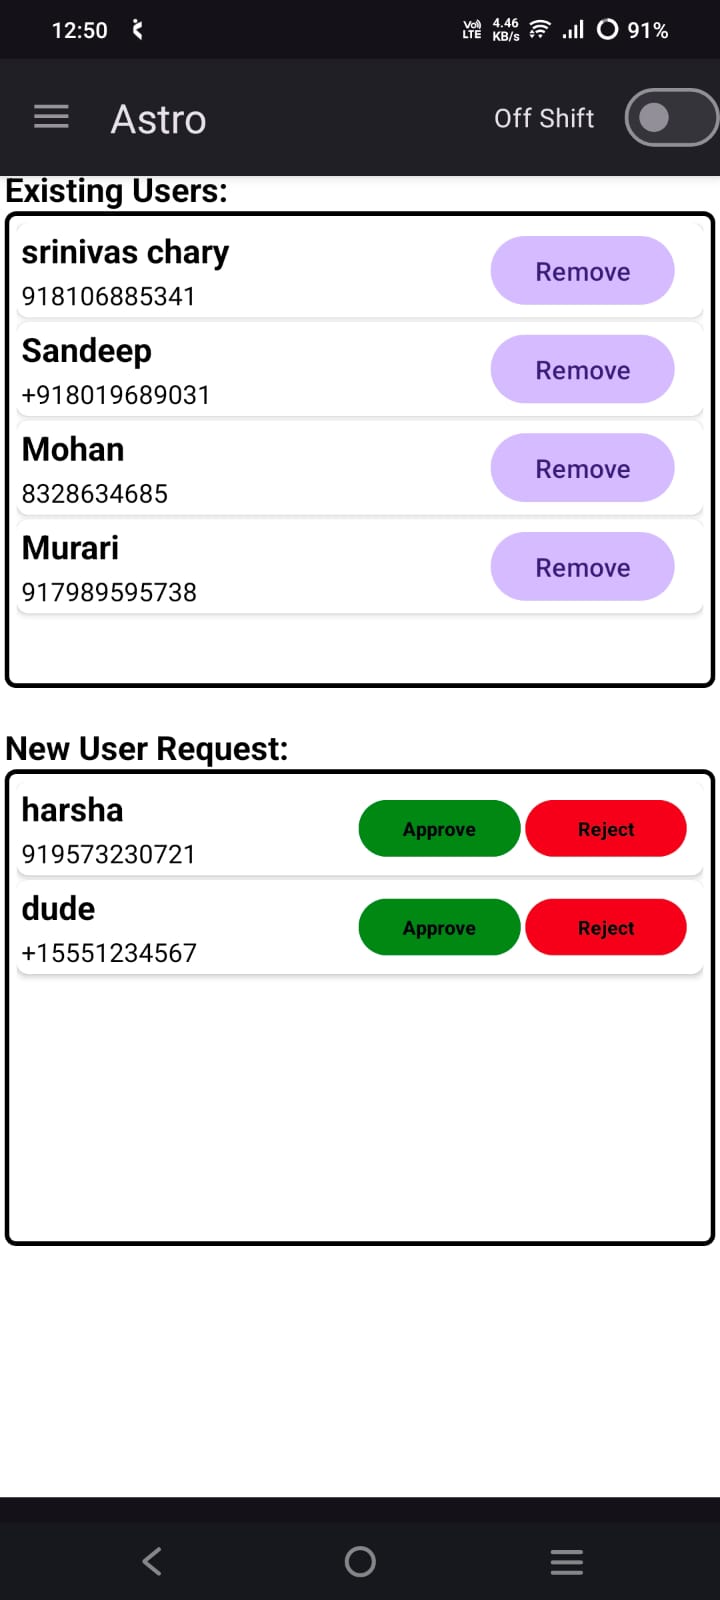 12:50
Vo) LTE 4.46 KB/s 91%
Astro
Off Shift
Existing Users:
srinivas chary
918106885341
Remove
Sandeep
+918019689031
Remove
Mohan
8328634685
Remove
Murari
917989595738
Remove
New User Request:
harsha
919573230721
Approve
Reject
dude
+15551234567
Approve
Reject